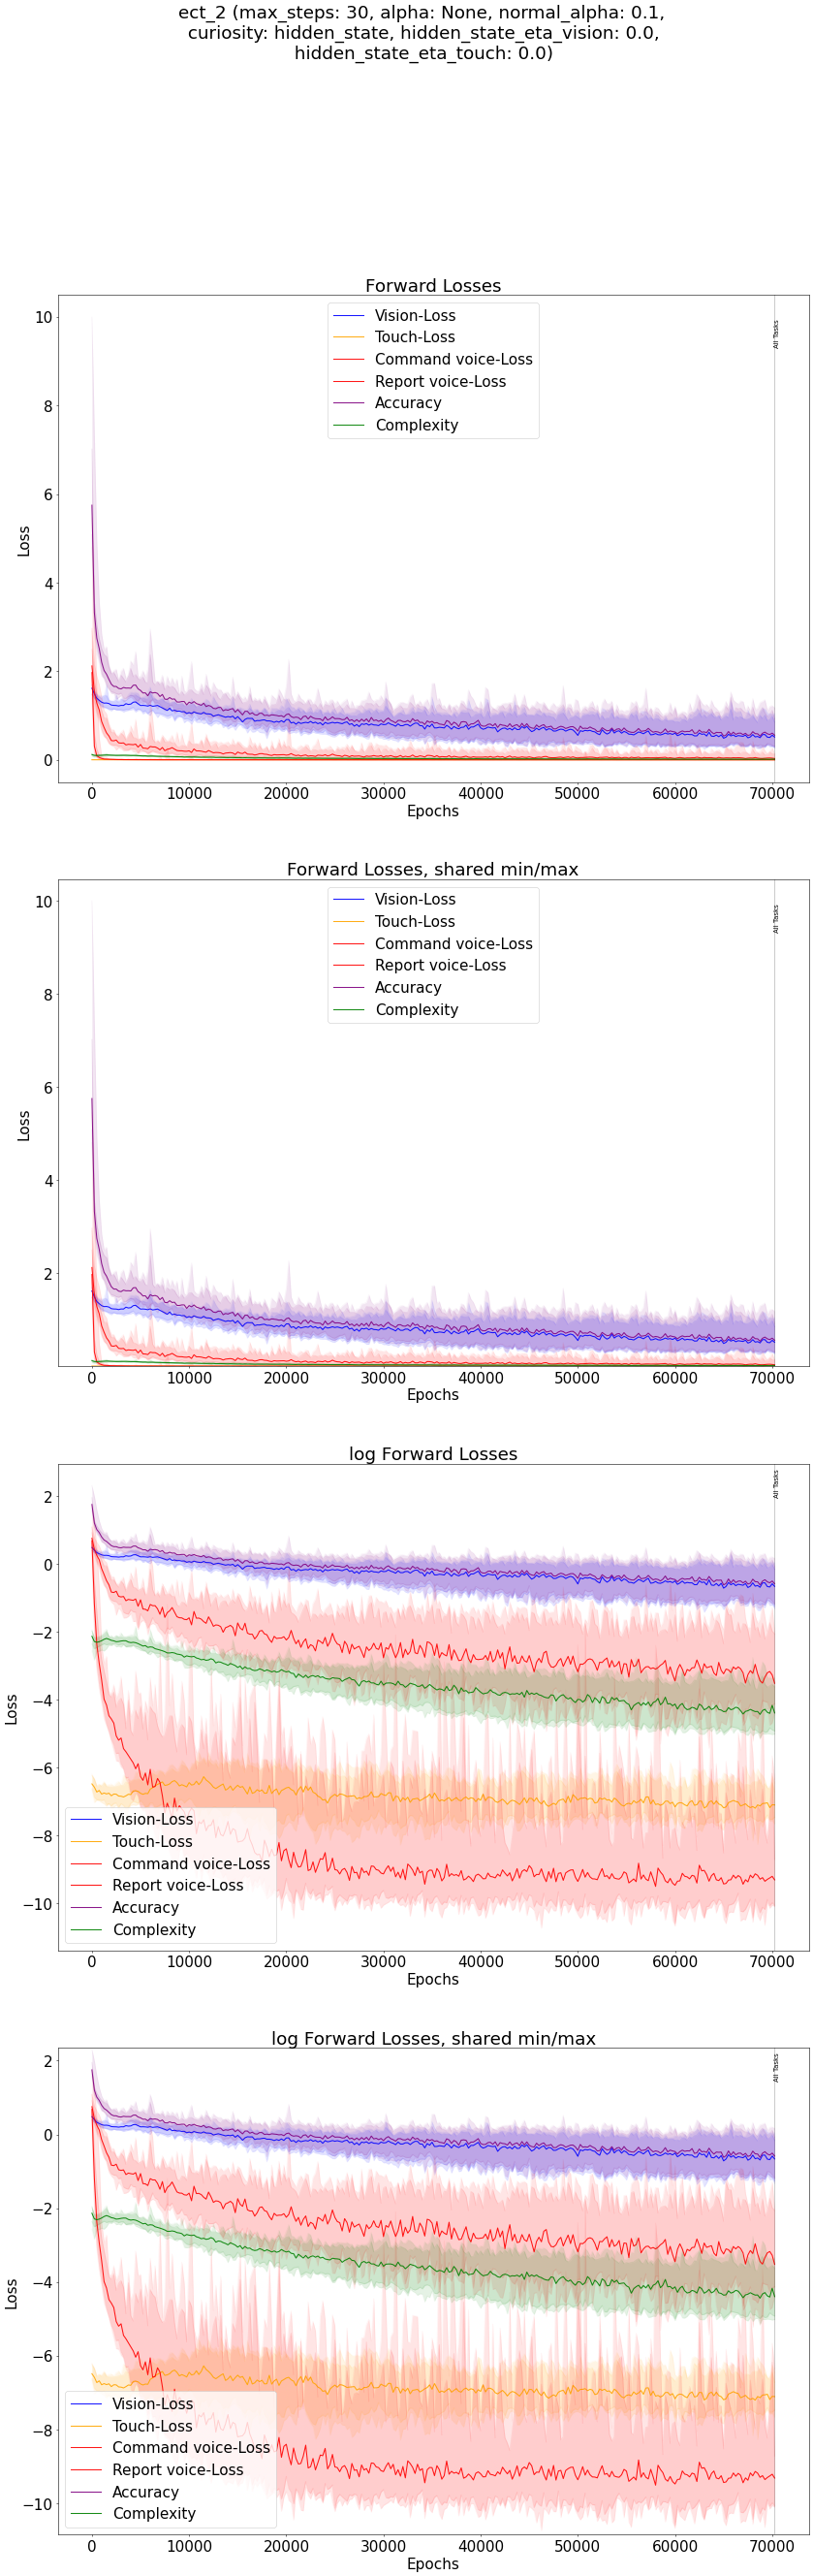 ect_2 (max_steps: 30, alpha: None, normal_alpha: 0.1,
curiosity: hidden_state, hidden_state_eta_vision: 0.0,
hidden_state_eta_touch: 0.0)
Forward Losses
10
8
6
4
2
0
Loss
Vision-Loss
Touch-Loss
Command voice-Loss
Report voice-Loss
Accuracy
Complexity
All Tasks
0 10000 20000 30000 40000 50000 60000 70000
Epochs
Forward Losses, shared min/max
10
8
6
4
2
Loss
Vision-Loss
Touch-Loss
Command voice-Loss
Report voice-Loss
Accuracy
Complexity
All Tasks
0 10000 20000 30000 40000 50000 60000 70000
Epochs
log Forward Losses
2
0
−2
−4
−6
−8
−10
Loss
Vision-Loss
Touch-Loss
Command voice-Loss
Report voice-Loss
Accuracy
Complexity
All Tasks
0 10000 20000 30000 40000 50000 60000 70000
Epochs
log Forward Losses, shared min/max
2
0
−2
−4
−6
−8
−10
Loss
Vision-Loss
Touch-Loss
Command voice-Loss
Report voice-Loss
Accuracy
Complexity
All Tasks
0 10000 20000 30000 40000 50000 60000 70000
Epochs